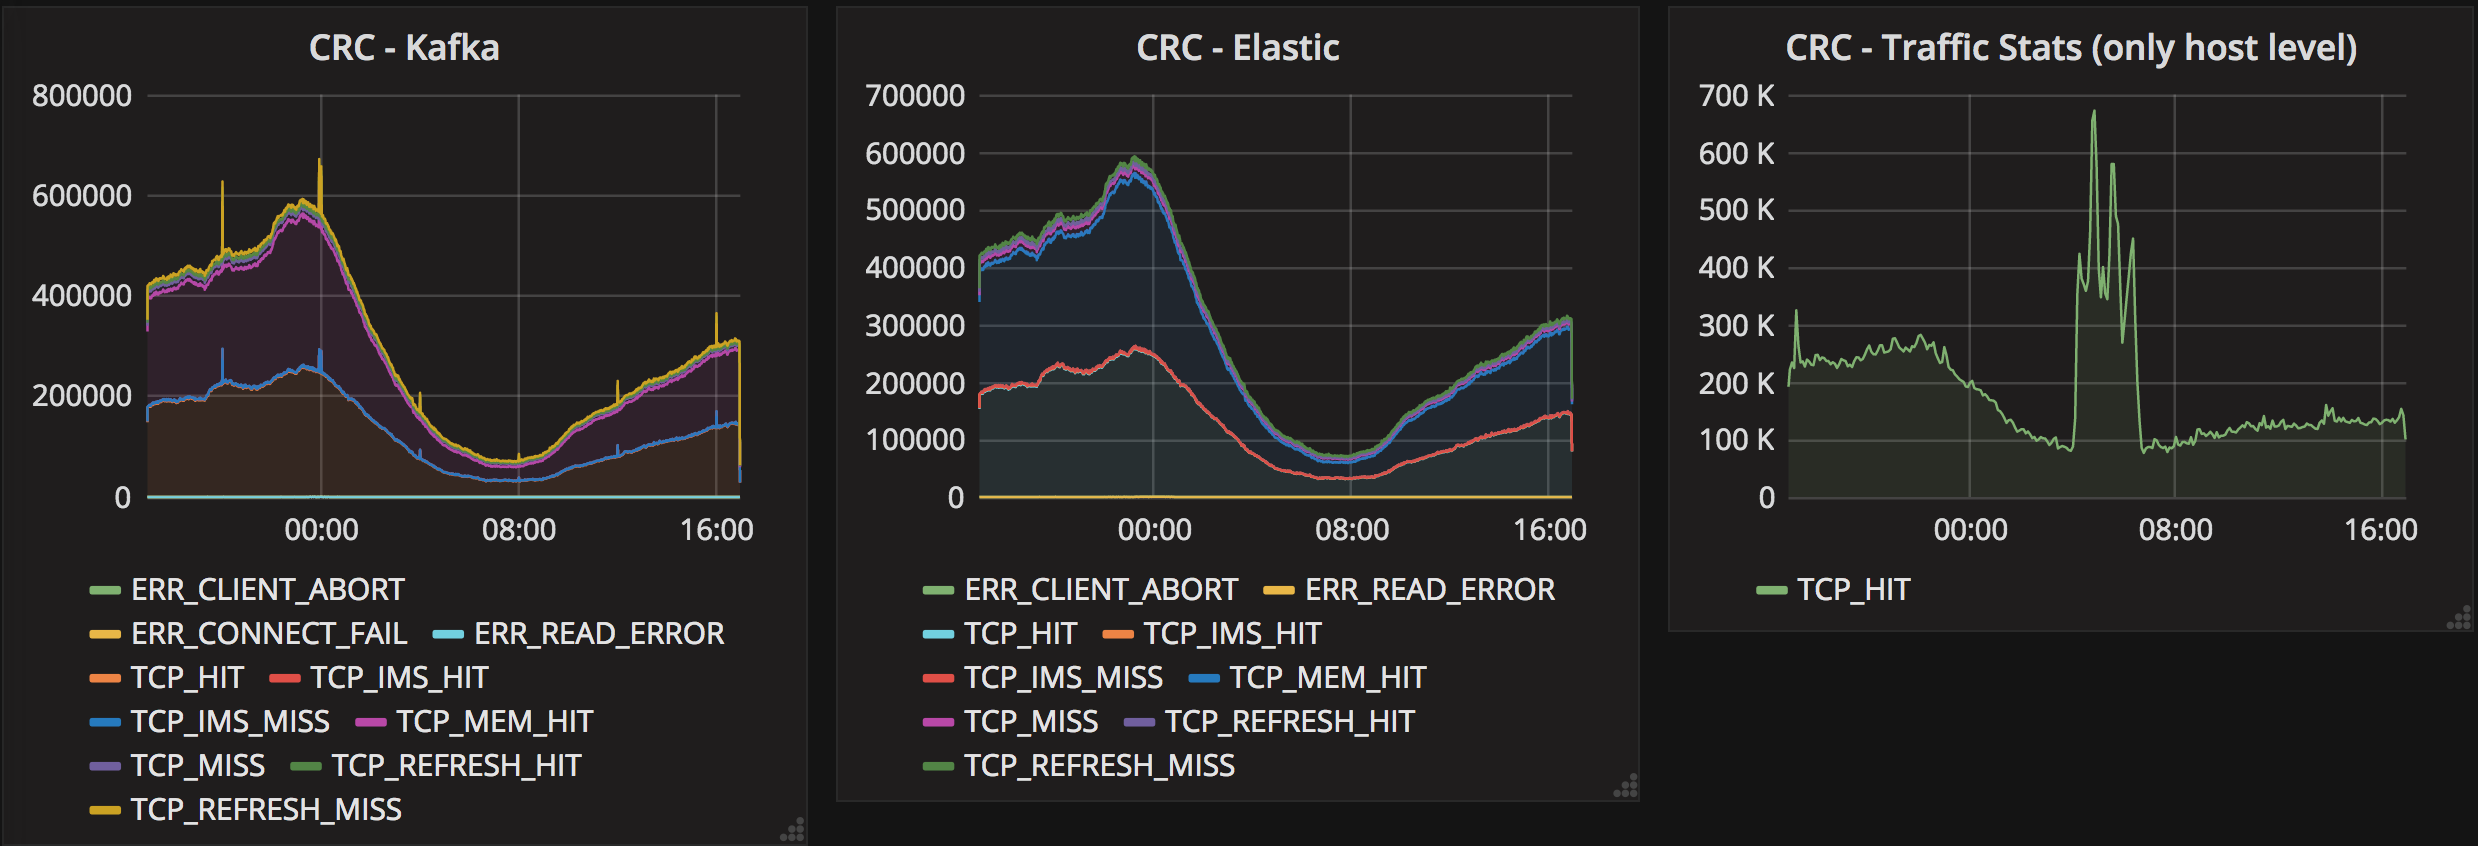 CRC - Kafka
800000
600000
400000
200000
0
00:00 08:00 16:00
ERR_CLIENT_ABORT
ERR_CONNECT_FAIL ERR_READ_ERROR
TCP_HIT TCP_IMS_HIT
TCP_IMS_MISS TCP_MEM_HIT
TCP_MISS TCP_REFRESH_HIT
TCP_REFRESH_MISS
CRC - Elastic
700000
600000
500000
400000
300000
200000
100000
0
00:00 08:00 16:00
ERR_CLIENT_ABORT ERR_READ_ERROR
TCP_HIT TCP_IMS_HIT
TCP_IMS_MISS TCP_MEM_HIT
TCP_MISS TCP_REFRESH_HIT
TCP_REFRESH_MISS
CRC - Traffic Stats (only host level)
700 K
600 K
500 K
400 K
300 K
200 K
100 K
0
00:00 08:00 16:00
TCP_HIT